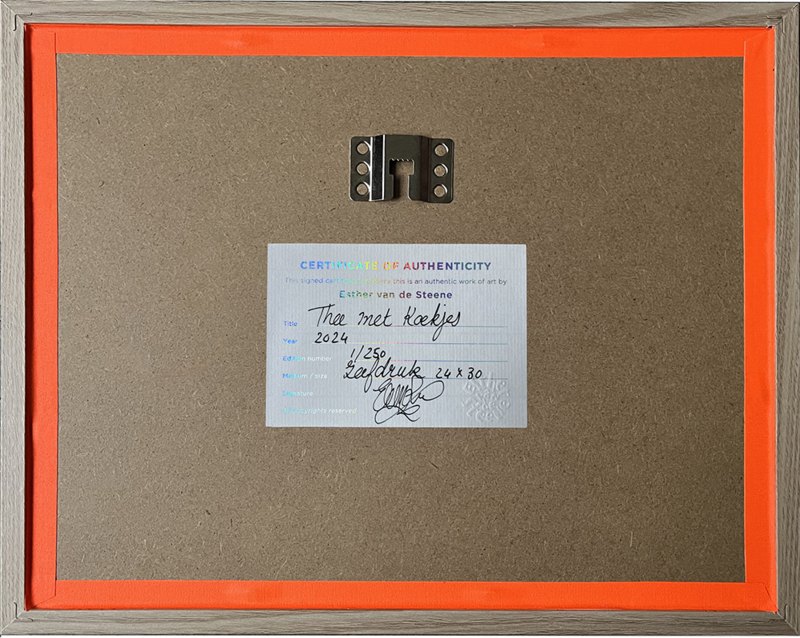 CERTIFICATE OF AUTHENTICITY
This signed certificate this is an authentic work of art by
Esther van de Steene
Title Thee met Koekjes
Year 2024
Edition number 1/250
Medium / size Zeefdruk 24 x 30
Signature
All rights reserved